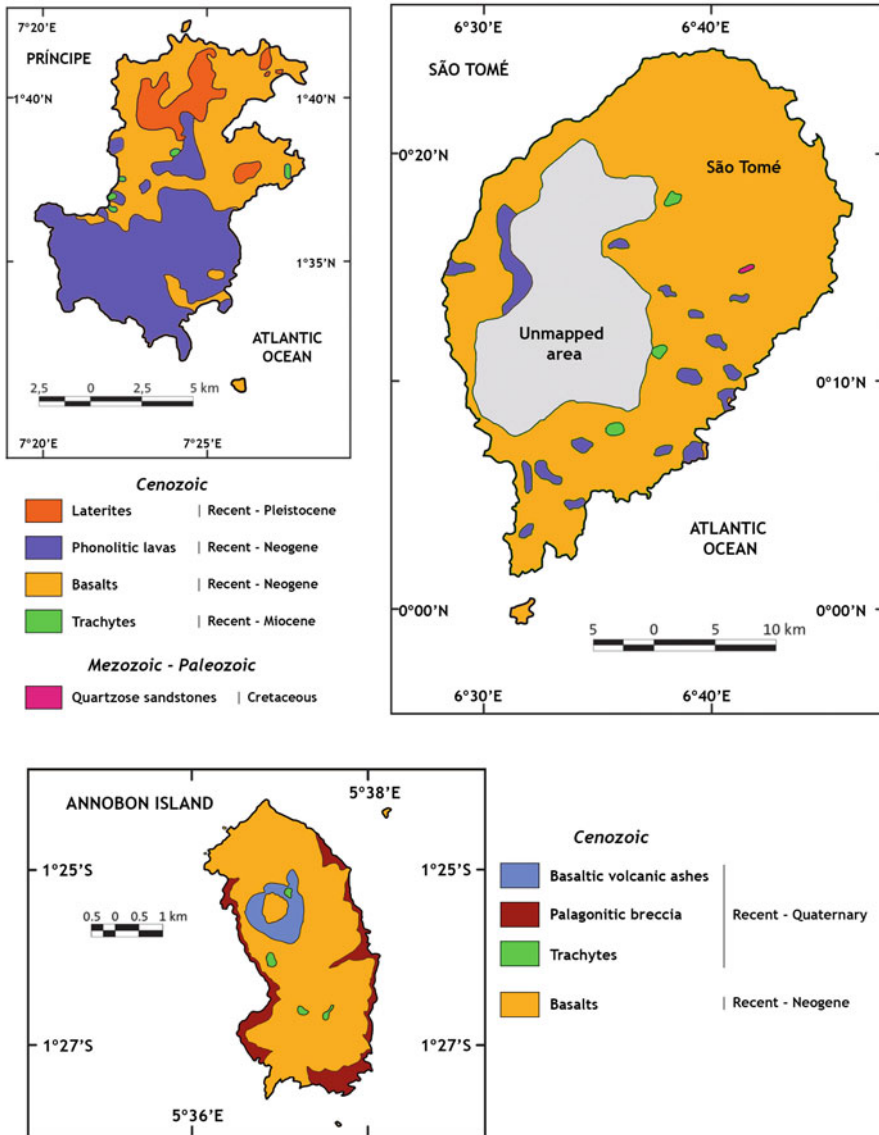 7°20'E
7°25'E
PRÍNCIPE
1°40'N
1°40'N
1°35'N
ATLANTIC
OCEAN
2,5 0 2,5 5 km
7°20'E
7°25'E
Cenozoic
Laterites | Recent - Pleistocene
Phonolitic lavas | Recent - Neogene
Basalts | Recent - Neogene
Trachytes | Recent - Miocene
Mezozoic - Paleozoic
Quartzose sandstones | Cretaceous
6°30'E
6°40'E
SÃO TOMÉ
0°20'N
São Tomé
Unmapped
area
0°10'N
ATLANTIC
OCEAN
0°00'N
0°00'N
5 0 5 10 km
6°30'E
6°40'E
ANNOBON ISLAND
5°38'E
1°25'S
1°25'S
0.5 0 0.5 1 km
1°27'S
1°27'S
5°36'E
Cenozoic
Basaltic volcanic ashes
Palagonitic breccia
Recent - Quaternary
Trachytes
Basalts | Recent - Neogene